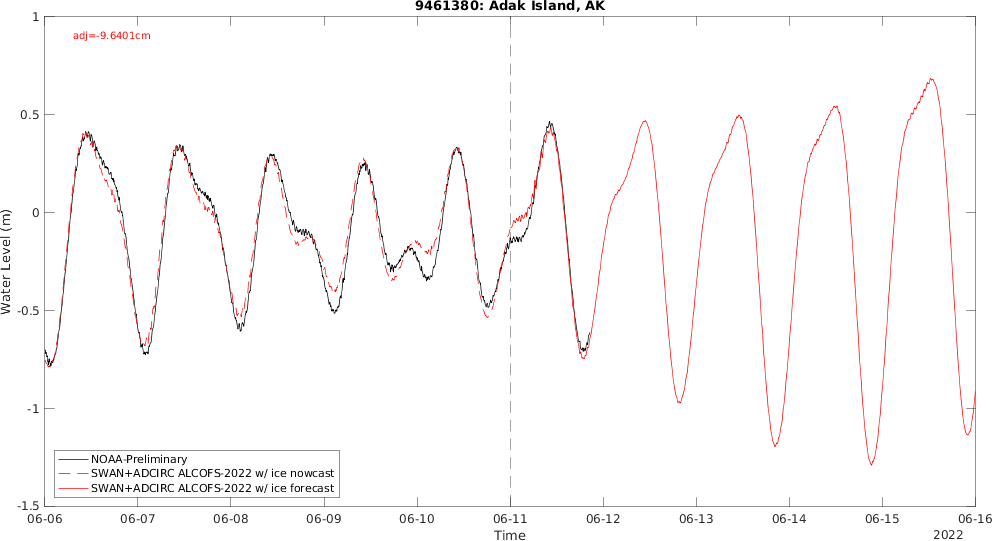 9461380: Adak Island, AK
adj=-9.6401cm
1
0.5
0
-0.5
-1
-1.5
Water Level (m)
NOAA-Preliminary
SWAN+ADCIRC ALCOFS-2022 w/ ice nowcast
SWAN+ADCIRC ALCOFS-2022 w/ ice forecast
06-06 06-07 06-08 06-09 06-10 06-11 06-12 06-13 06-14 06-15 06-16
Time
2022